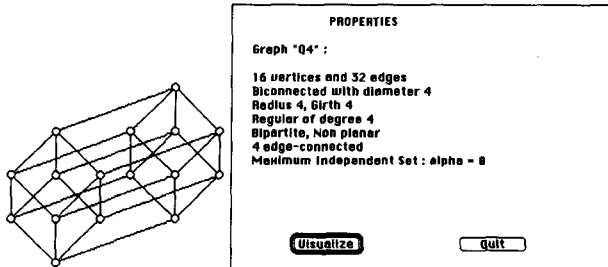 PROPERTIES
Graph "Q4" :
16 vertices and 32 edges
Biconnected with diameter 4
Radius 4, Girth 4
Regular of degree 4
Bipartite, Non planar
4 edge-connected
Maximum Independent Set : alpha = 8
Visualize
Quit